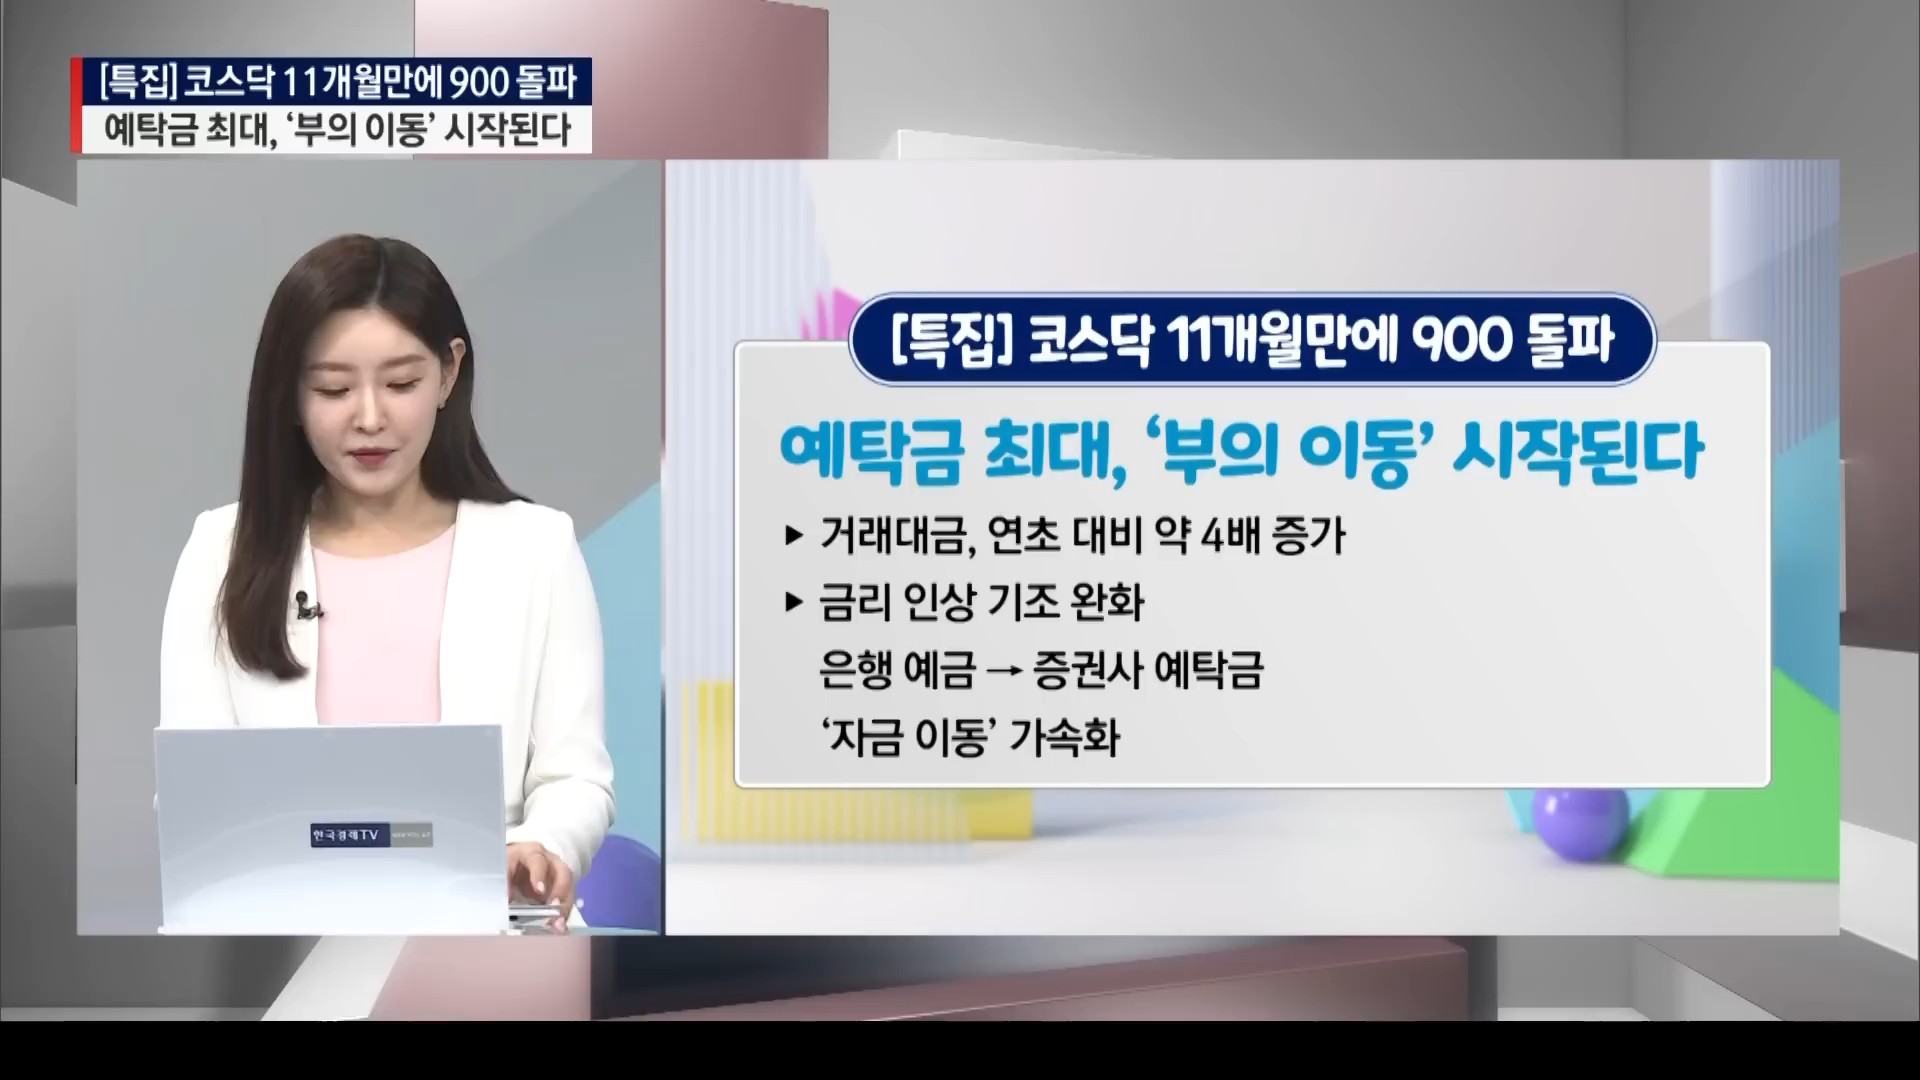 [특집] 코스닥 11개월만에 900 돌파
예탁금 최대, ‘부의 이동’ 시작된다
[특집] 코스닥 11개월만에 900 돌파
예탁금 최대, ‘부의 이동’ 시작된다
▶ 거래대금, 연초 대비 약 4배 증가
▶ 금리 인상 기조 완화
은행 예금 → 증권사 예탁금
‘자금 이동’ 가속화
한국경제TV